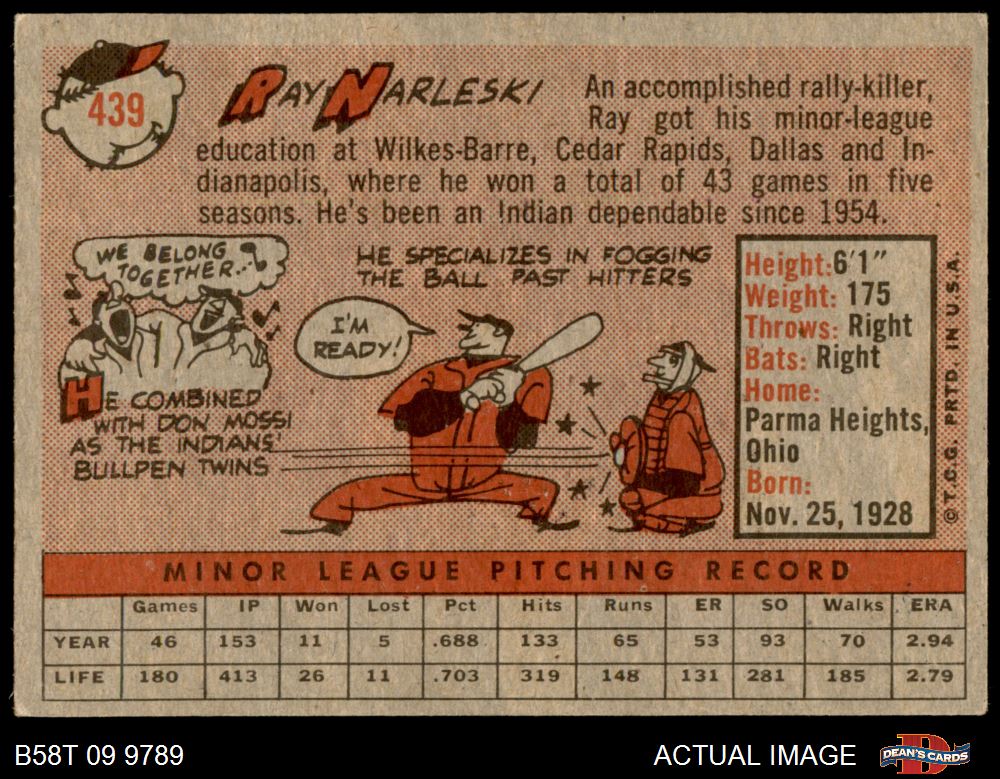 439
RAY NARLESKI
An accomplished rally-killer,
Ray got his minor-league
education at Wilkes-Barre, Cedar Rapids, Dallas and In-
dianapolis, where he won a total of 43 games in five
seasons. He's been an Indian dependable since 1954.
WE BELONG
TOGETHER...
HE COMBINED
WITH DON MOSSI
AS THE INDIANS'
BULLPEN TWINS
HE SPECIALIZES IN FOGGING
THE BALL PAST HITTERS
I'M
READY!
Height: 6'1"
Weight: 175
Throws: Right
Bats: Right
Home:
Parma Heights,
Ohio
Born:
Nov. 25, 1928
© T.C.G. PRTD. IN U.S.A.
MINOR LEAGUE PITCHING RECORD
Games IP Won Lost Pct Hits Runs ER SO Walks ERA
YEAR 46 153 11 5 .688 133 65 53 93 70 2.94
LIFE 180 413 26 11 .703 319 148 131 281 185 2.79
B58T 09 9789
ACTUAL IMAGE
DEAN'S CARDS